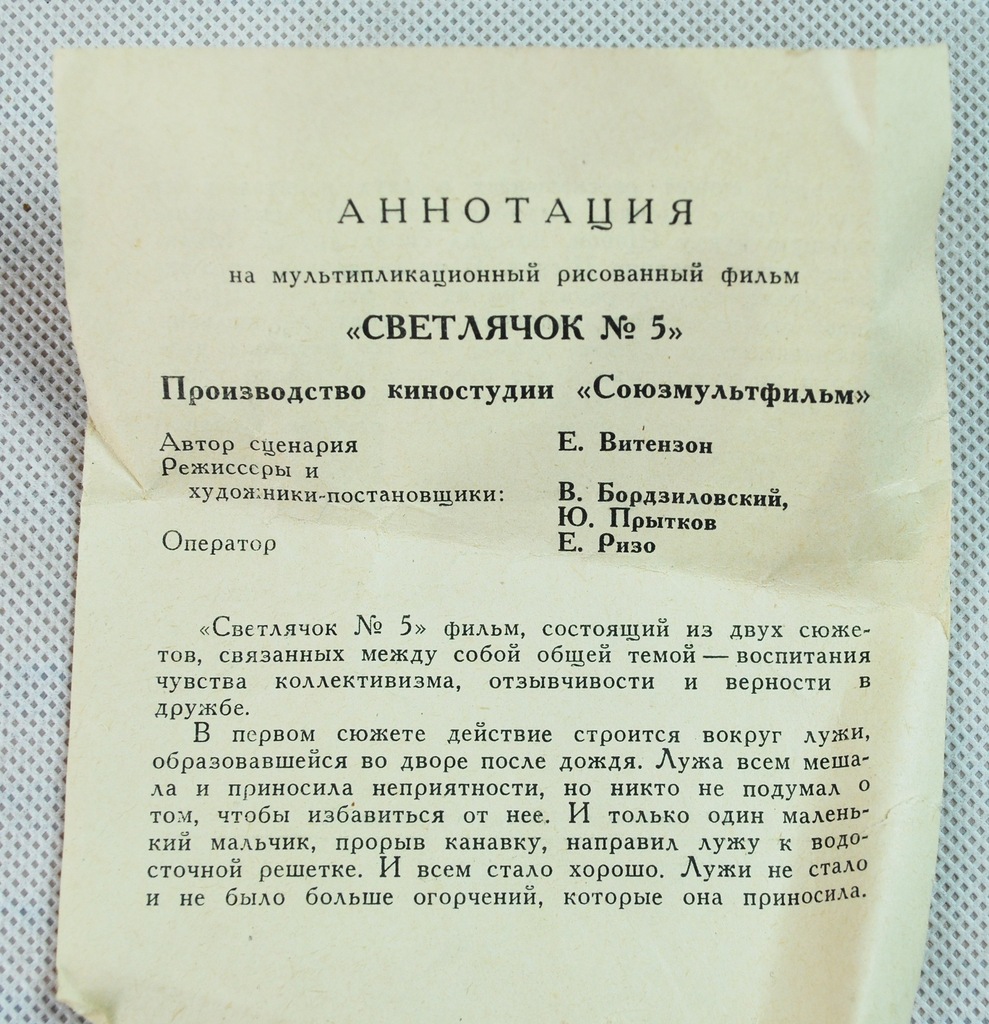 АННОТАЦИЯ
на мультипликационный рисованный фильм
«СВЕТЛЯЧОК № 5»
Производство киностудии «Союзмультфильм»
Автор сценария Е. Витензон
Режиссеры и
художники-постановщики: В. Бордзиловский,
Ю. Прытков
Оператор Е. Ризо
«Светлячок № 5» фильм, состоящий из двух сюже-
тов, связанных между собой общей темой — воспитания
чувства коллективизма, отзывчивости и верности в
дружбе.
В первом сюжете действие строится вокруг лужи,
образовавшейся во дворе после дождя. Лужа всем меша-
ла и приносила неприятности, но никто не подумал о
том, чтобы избавиться от нее. И только один малень-
кий мальчик, прорыв канавку, направил лужу к водо-
сточной решетке. И всем стало хорошо. Лужи не стало
и не было больше огорчений, которые она приносила.